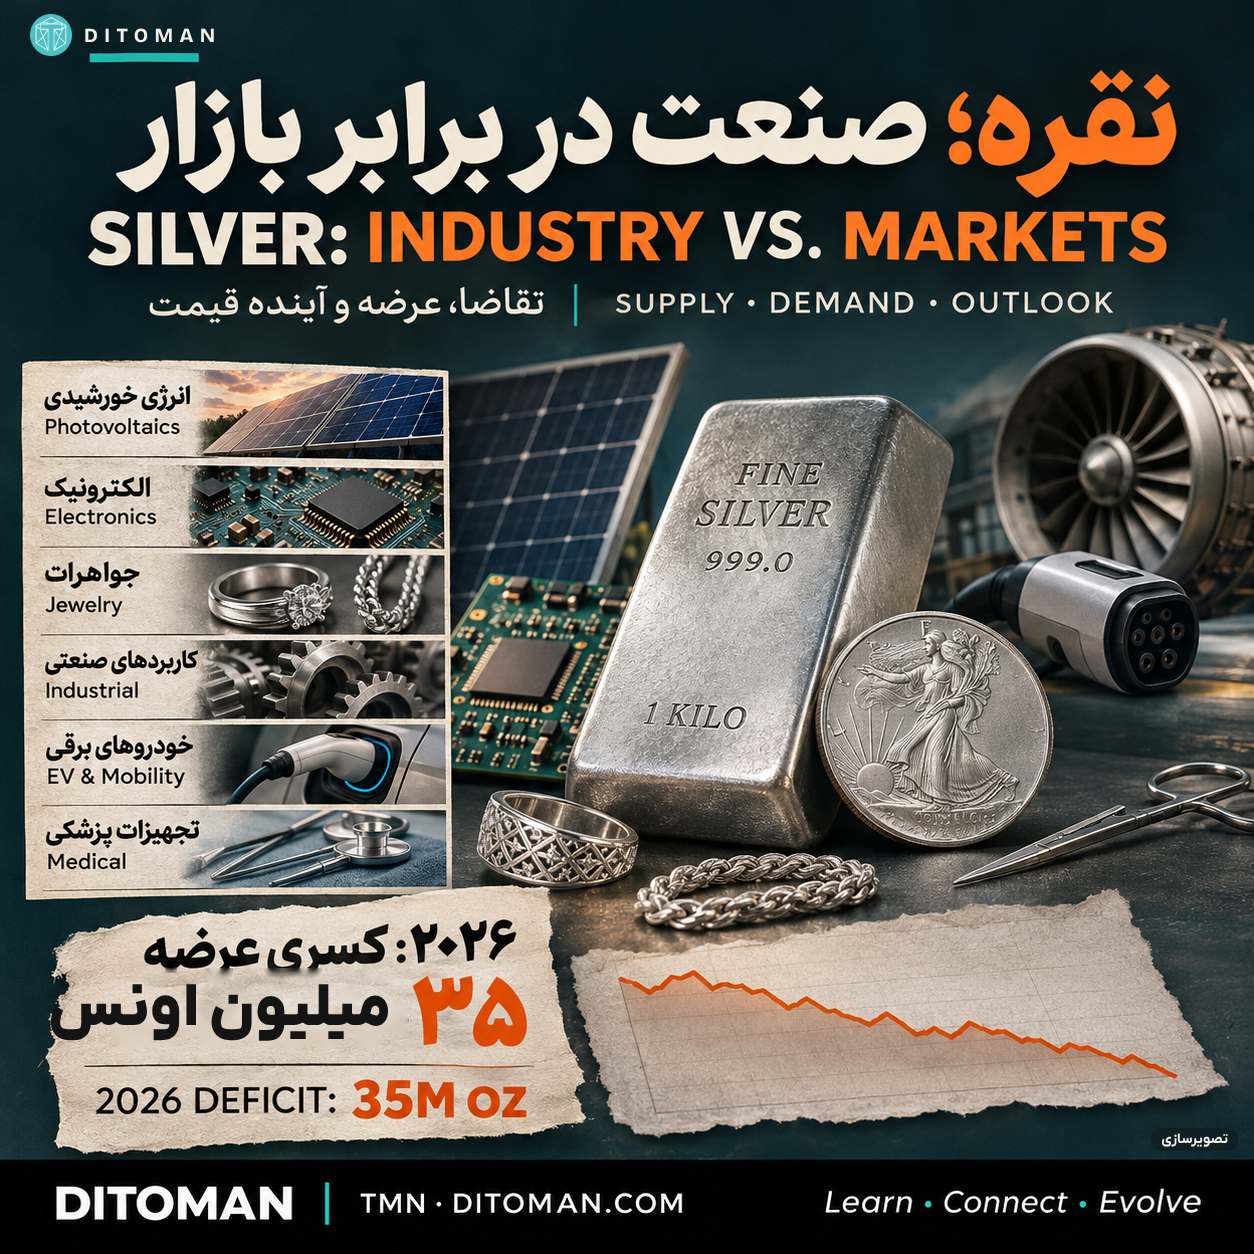 DITOMAN
نقره؛ صنعت در برابر بازار
SILVER: INDUSTRY VS. MARKETS
تقاضا، عرضه و آینده قیمت | SUPPLY • DEMAND • OUTLOOK
انرژی خورشیدی
Photovoltaics
الکترونیک
Electronics
جواهرات
Jewelry
کاربردهای صنعتی
Industrial
خودروهای برقی
EV & Mobility
تجهیزات پزشکی
Medical
FINE
SILVER
999.0
1 KILO
۲۰۲۶: کسری عرضه
۳۵ میلیون اونس
2026 DEFICIT: 35M oz
تصویرسازی
DITOMAN | TMN · DITOMAN.COM
Learn • Connect • Evolve